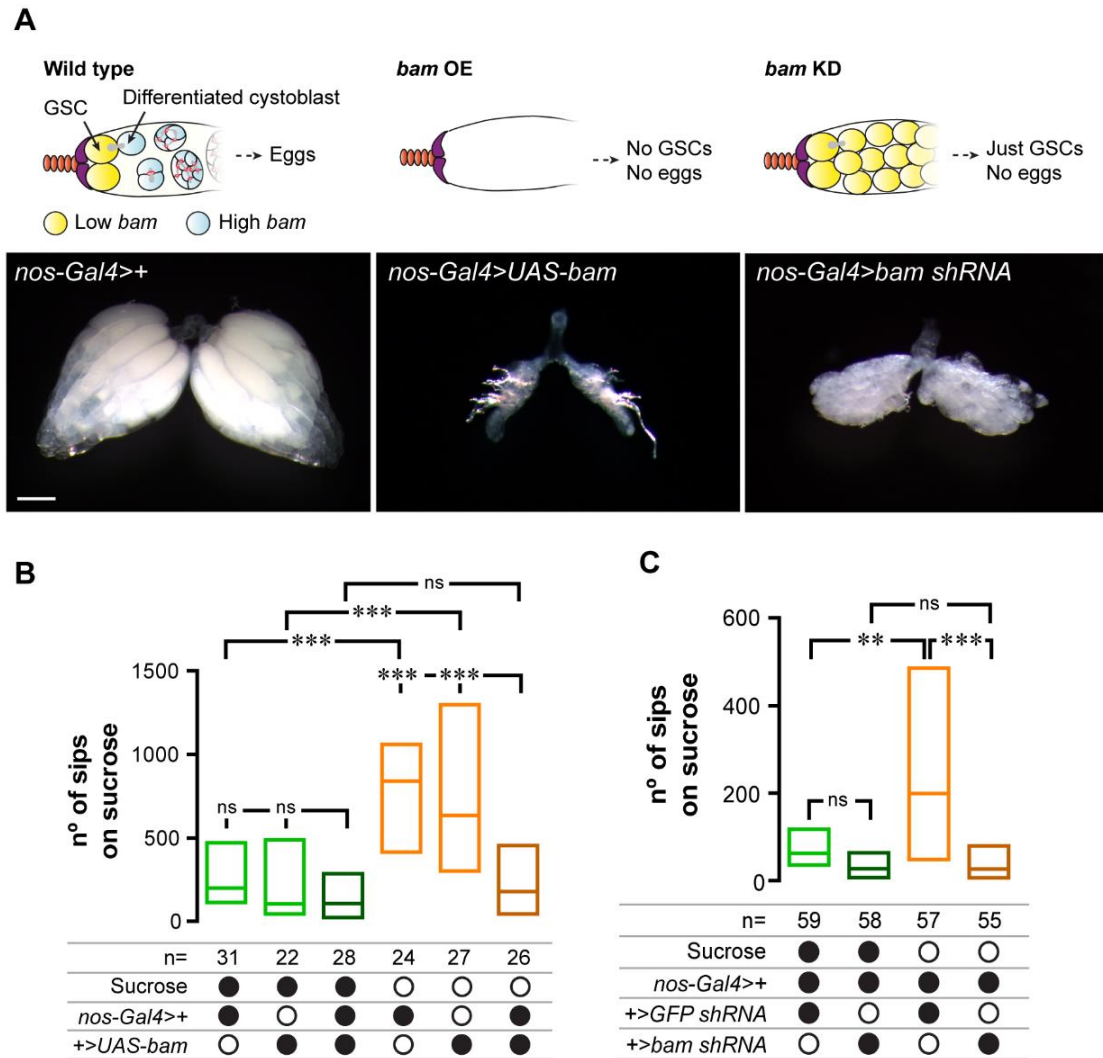 A
Wild type
GSC
Differentiated cystoblast
Eggs
Low bam
High bam
bam OE
No GSCs
No eggs
bam KD
Just GSCs
No eggs
nos-Gal4>+
nos-Gal4>UAS-bam
nos-Gal4>bam shRNA
B
nº of sips
on sucrose
1500
1000
500
0
ns
***
***
*** ***
ns ns
n= 31 22 28 24 27 26
Sucrose
nos-Gal4>+
+>UAS-bam
C
nº of sips
on sucrose
600
400
200
0
ns
** ***
ns
n= 59 58 57 55
Sucrose
nos-Gal4>+
+>GFP shRNA
+>bam shRNA